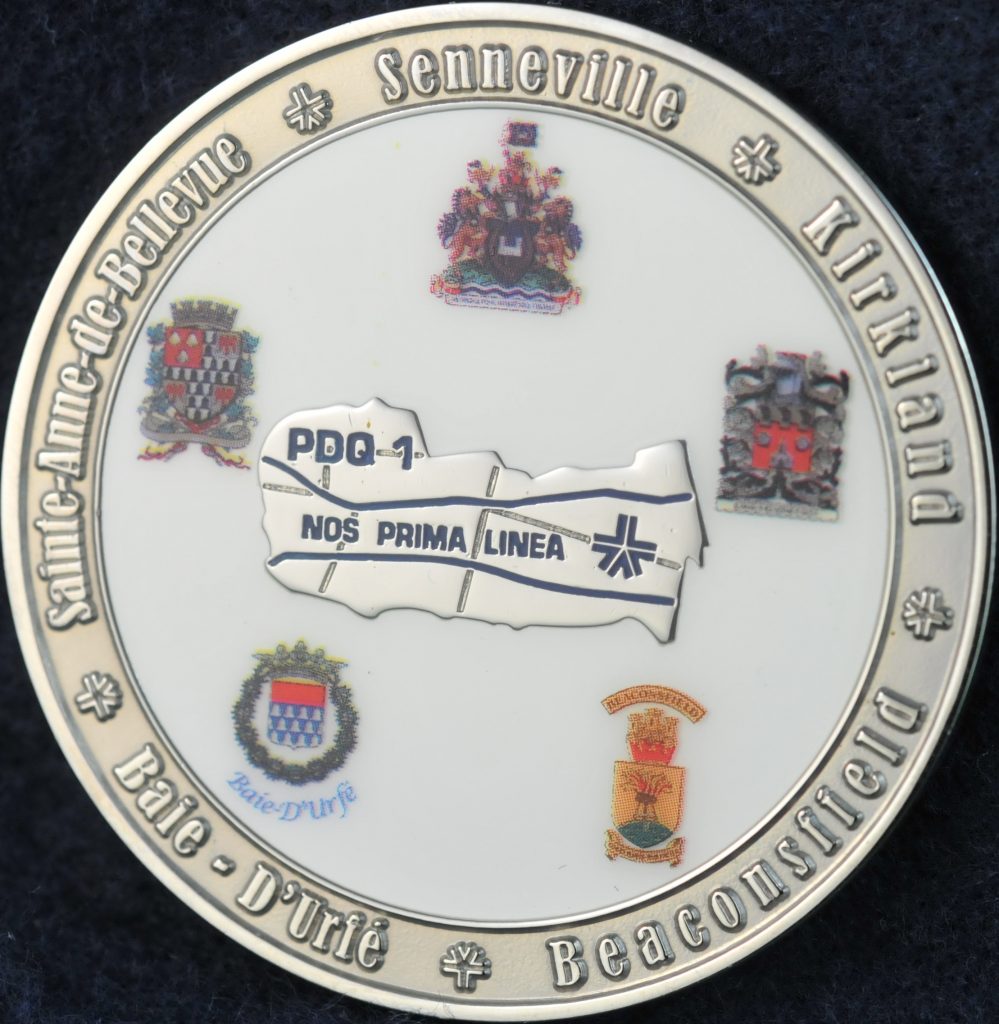 Senneville
Kirkland
Beaconsfield
Baie-D'Urfé
Sainte-Anne-de-Bellevue
PDQ-1
NOS PRIMA LINEA
BEACONSFIELD
Baie-D'Urfé